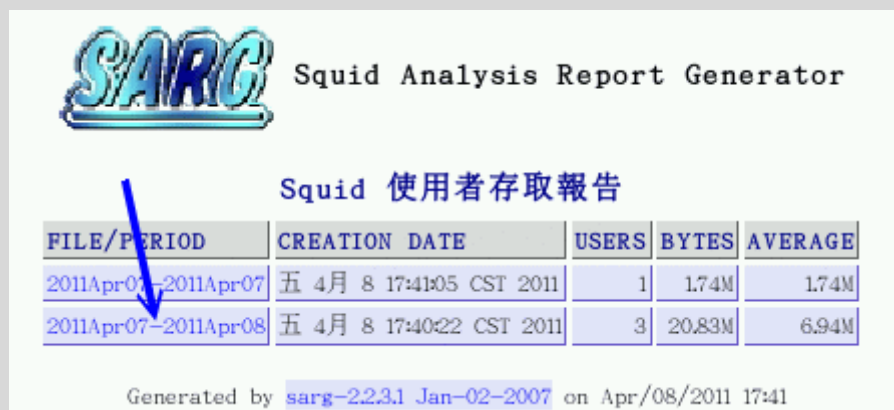 SARG Squid Analysis Report Generator
Squid 使用者存取報告
FILE/PERIOD CREATION DATE USERS BYTES AVERAGE
2011Apr07-2011Apr07 五 4月 8 17:41:05 CST 2011 1 1.74M 1.74M
2011Apr07-2011Apr08 五 4月 8 17:40:22 CST 2011 3 20.83M 6.94M
Generated by sarg-2.2.3.1 Jan-02-2007 on Apr/08/2011 17:41